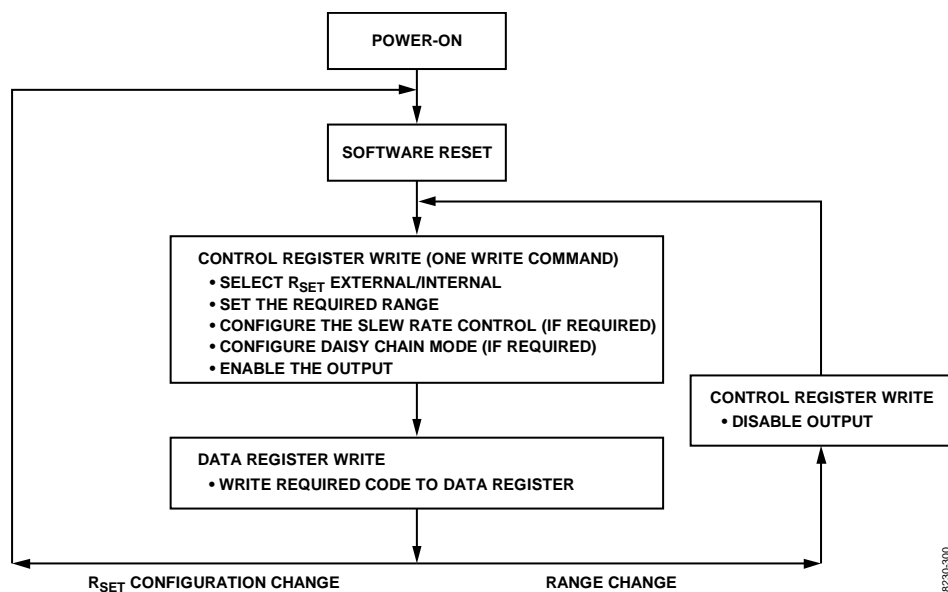 POWER-ON
SOFTWARE RESET
CONTROL REGISTER WRITE (ONE WRITE COMMAND)
• SELECT RSET EXTERNAL/INTERNAL
• SET THE REQUIRED RANGE
• CONFIGURE THE SLEW RATE CONTROL (IF REQUIRED)
• CONFIGURE DAISY CHAIN MODE (IF REQUIRED)
• ENABLE THE OUTPUT
CONTROL REGISTER WRITE
• DISABLE OUTPUT
DATA REGISTER WRITE
• WRITE REQUIRED CODE TO DATA REGISTER
RSET CONFIGURATION CHANGE
RANGE CHANGE